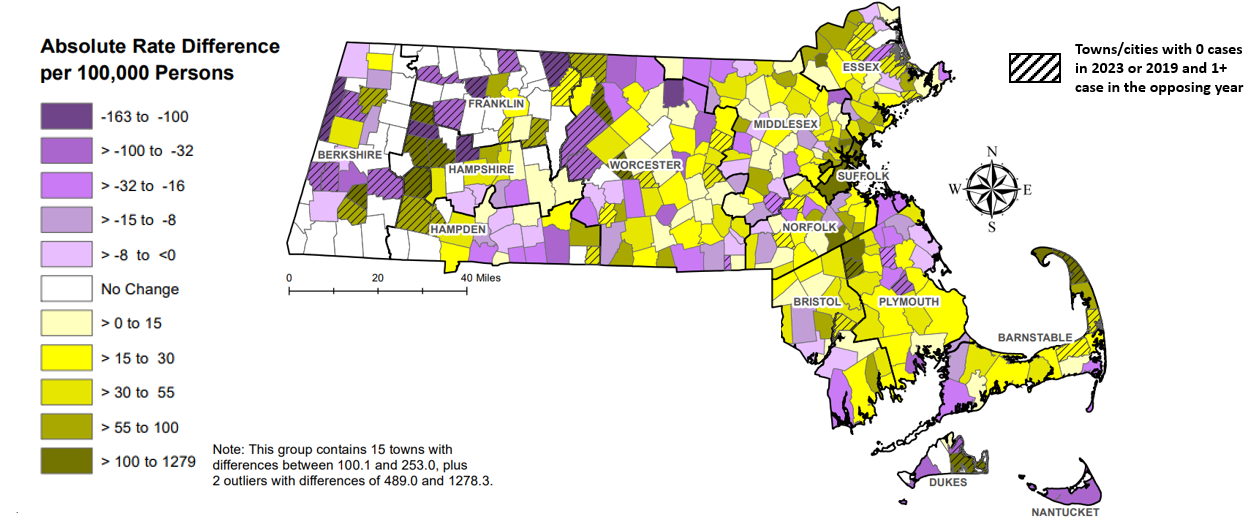 Absolute Rate Difference
per 100,000 Persons
-163 to -100
> -100 to -32
> -32 to -16
> -15 to -8
> -8 to <0
No Change
> 0 to 15
> 15 to 30
> 30 to 55
> 55 to 100
> 100 to 1279
Note: This group contains 15 towns with
differences between 100.1 and 253.0, plus
2 outliers with differences of 489.0 and 1278.3.
0 20 40 Miles
BERKSHIRE
FRANKLIN
HAMPSHIRE
HAMPDEN
WORCESTER
MIDDLESEX
ESSEX
SUFFOLK
NORFOLK
BRISTOL
PLYMOUTH
BARNSTABLE
DUKES
NANTUCKET
Towns/cities with 0 cases
in 2023 or 2019 and 1+
case in the opposing year
N
W E
S